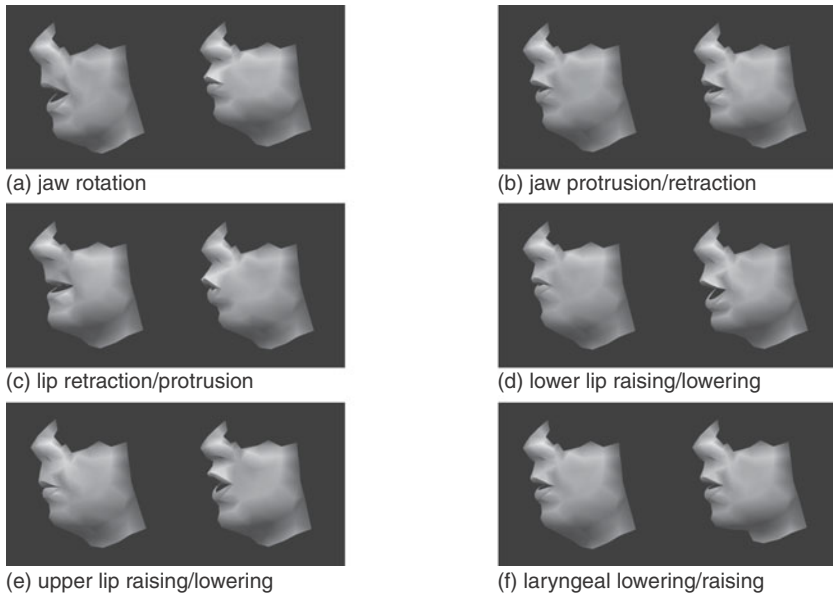 (a) jaw rotation
(b) jaw protrusion/retraction
(c) lip retraction/protrusion
(d) lower lip raising/lowering
(e) upper lip raising/lowering
(f) laryngeal lowering/raising